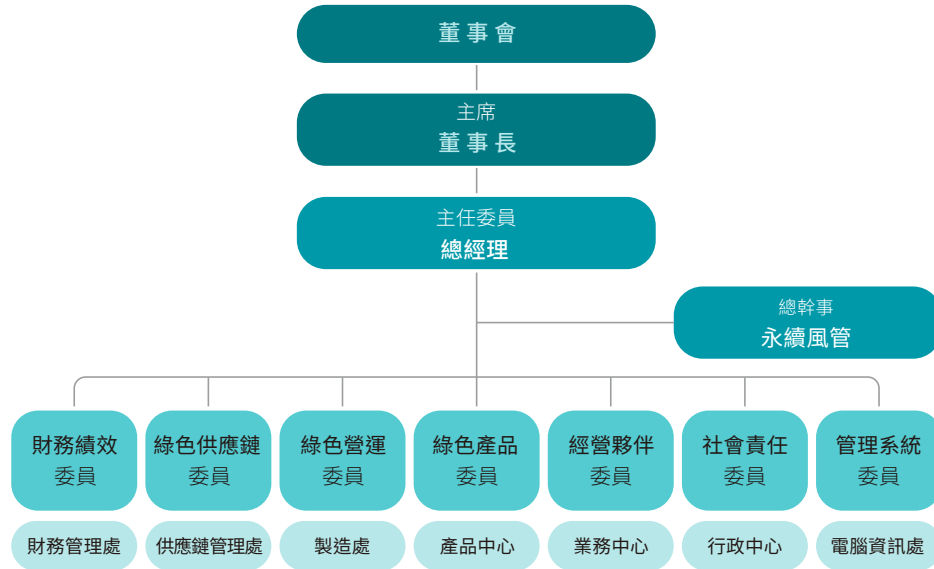 董事會
主席
董事長
主任委員
總經理
總幹事
永續風管
財務績效
委員
綠色供應鏈
委員
綠色營運
委員
綠色產品
委員
經營夥伴
委員
社會責任
委員
管理系統
委員
財務管理處
供應鏈管理處
製造處
產品中心
業務中心
行政中心
電腦資訊處